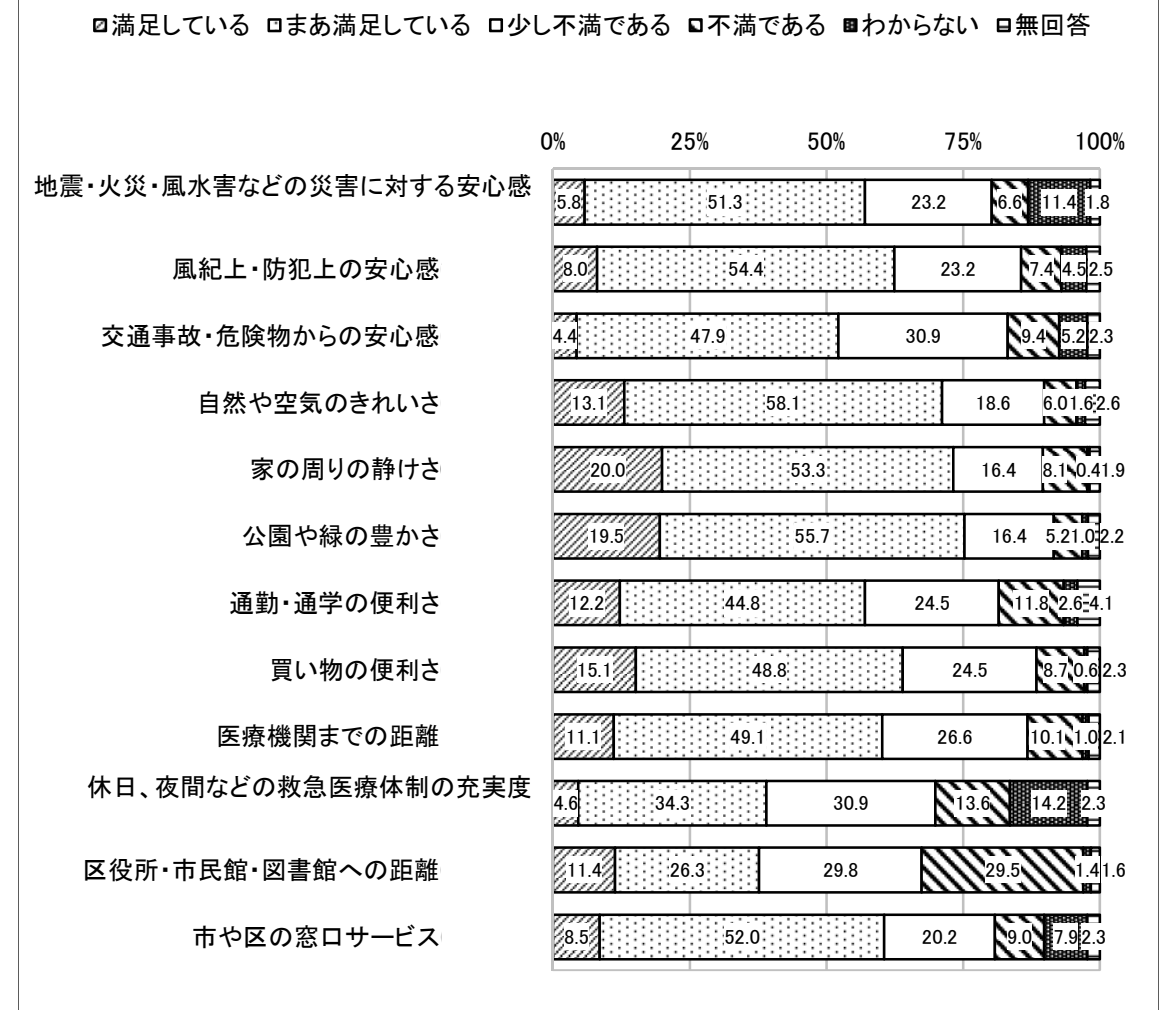 満足している まあ満足している 少し不満である 不満である わからない 無回答
0% 25% 50% 75% 100%
地震・火災・風水害などの災害に対する安心感 5.8 51.3 23.2 6.6 11.4 1.8
風紀上・防犯上の安心感 8.0 54.4 23.2 7.4 4.5 2.5
交通事故・危険物からの安心感 4.4 47.9 30.9 9.4 5.2 2.3
自然や空気のきれいさ 13.1 58.1 18.6 6.0 1.6 2.6
家の周りの静けさ 20.0 53.3 16.4 8.1 0.4 1.9
公園や緑の豊かさ 19.5 55.7 16.4 5.2 1.0 2.2
通勤・通学の便利さ 12.2 44.8 24.5 11.8 2.6 4.1
買い物の便利さ 15.1 48.8 24.5 8.7 0.6 2.3
医療機関までの距離 11.1 49.1 26.6 10.1 1.0 2.1
休日、夜間などの救急医療体制の充実度 4.6 34.3 30.9 13.6 14.2 2.3
区役所・市民館・図書館への距離 11.4 26.3 29.8 29.5 1.4 1.6
市や区の窓口サービス 8.5 52.0 20.2 9.0 7.9 2.3